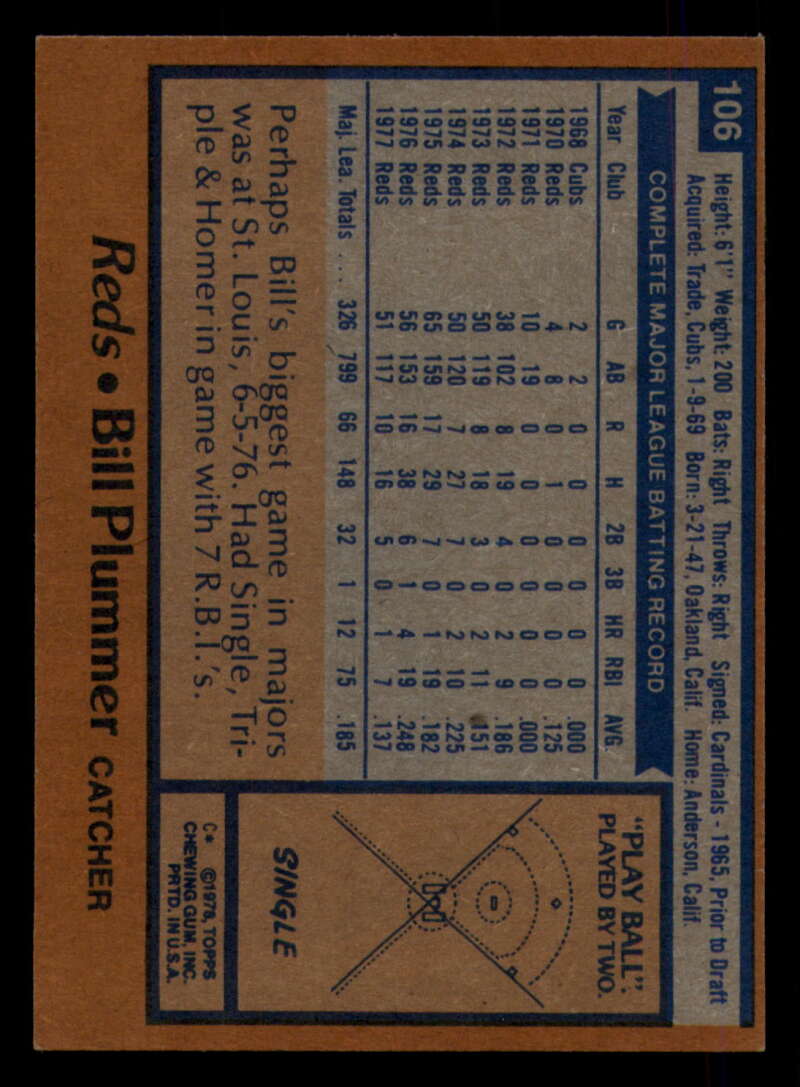 106
Height: 6'1" Weight: 200 Bats: Right Throws: Right Signed: Cardinals - 1965, Prior to Draft
Acquired: Trade, Cubs, 1-9-69 Born: 3-21-47, Oakland, Calif. Home: Anderson, Calif.
COMPLETE MAJOR LEAGUE BATTING RECORD
Year Club G AB R H 2B 3B HR RBI AVG.
1968 Cubs 2 2 0 0 0 0 0 0 .000
1970 Reds 4 8 0 1 0 0 0 0 .125
1971 Reds 10 19 0 0 0 0 0 0 .000
1972 Reds 38 102 8 19 4 0 2 9 .186
1973 Reds 50 119 8 18 3 0 2 11 .151
1974 Reds 50 120 7 27 7 0 2 10 .225
1975 Reds 65 159 17 29 7 0 1 19 .182
1976 Reds 56 153 16 38 6 1 4 19 .248
1977 Reds 51 117 10 16 5 0 1 7 .137
Maj. Lea. Totals .... 326 799 66 148 32 1 12 75 .185
Perhaps Bill's biggest game in majors
was at St. Louis, 6-5-76. Had Single, Tri-
ple & Homer in game with 7 R.B.I.'s.
"PLAY BALL":
PLAYED BY TWO.
SINGLE
C* ©1978, TOPPS
CHEWING GUM, INC.
PRTD. IN U.S.A.
Reds • Bill Plummer CATCHER